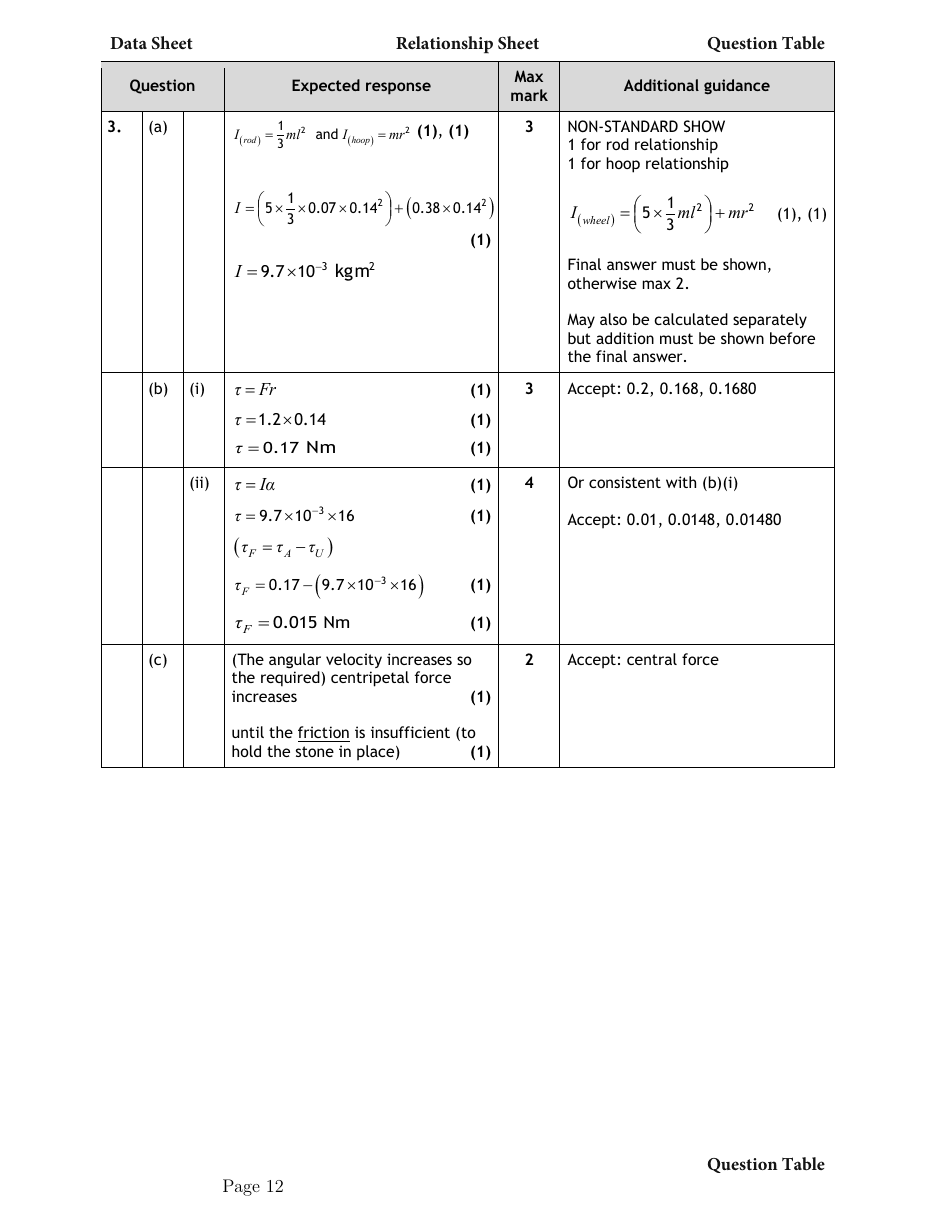 Data Sheet Relationship Sheet Question Table
Question Expected response Max mark Additional guidance
3. (a) I(rod) = 1/3 ml² and I(hoop) = mr² (1), (1) 3 NON-STANDARD SHOW
1 for rod relationship
1 for hoop relationship
I = (5 × 1/3 × 0.07 × 0.14²) + (0.38 × 0.14²)
(1)
I = 9.7 × 10⁻³ kg m²
I(wheel) = (5 × 1/3 ml²) + mr² (1), (1)
Final answer must be shown,
otherwise max 2.
May also be calculated separately
but addition must be shown before
the final answer.
(b) (i) τ = Fr (1) 3 Accept: 0.2, 0.168, 0.1680
τ = 1.2 × 0.14 (1)
τ = 0.17 Nm (1)
(ii) τ = Iα (1) 4 Or consistent with (b)(i)
τ = 9.7 × 10⁻³ × 16 (1) Accept: 0.01, 0.0148, 0.01480
(τF = τA − τU)
τF = 0.17 − (9.7 × 10⁻³ × 16) (1)
τF = 0.015 Nm (1)
(c) (The angular velocity increases so 2 Accept: central force
the required) centripetal force
increases (1)
until the friction is insufficient (to
hold the stone in place) (1)
Question Table
Page 12